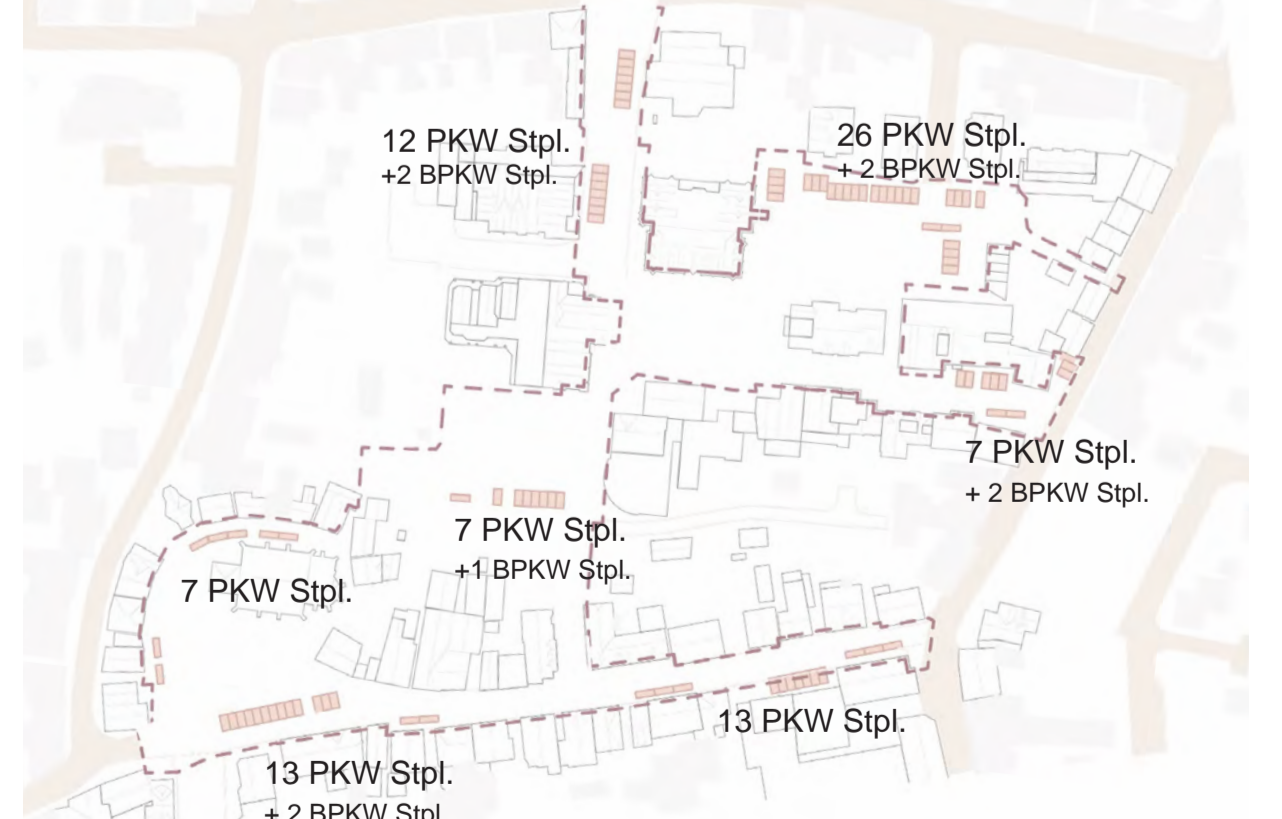 12 PKW Stpl.
+2 BPKW Stpl.
26 PKW Stpl.
+ 2 BPKW Stpl.
7 PKW Stpl.
+ 2 BPKW Stpl.
7 PKW Stpl.
+1 BPKW Stpl.
7 PKW Stpl.
13 PKW Stpl.
13 PKW Stpl.
+ 2 BPKW Stpl.